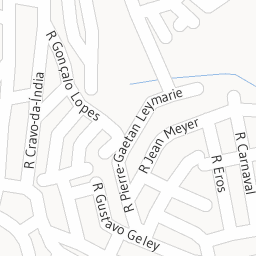 R Gonçalo Lopes
R Cravo-da-Índia
R Pierre-Gaetan Leymarie
R Jean Meyer
R Carnaval
R Eros
R Gustavo Geley